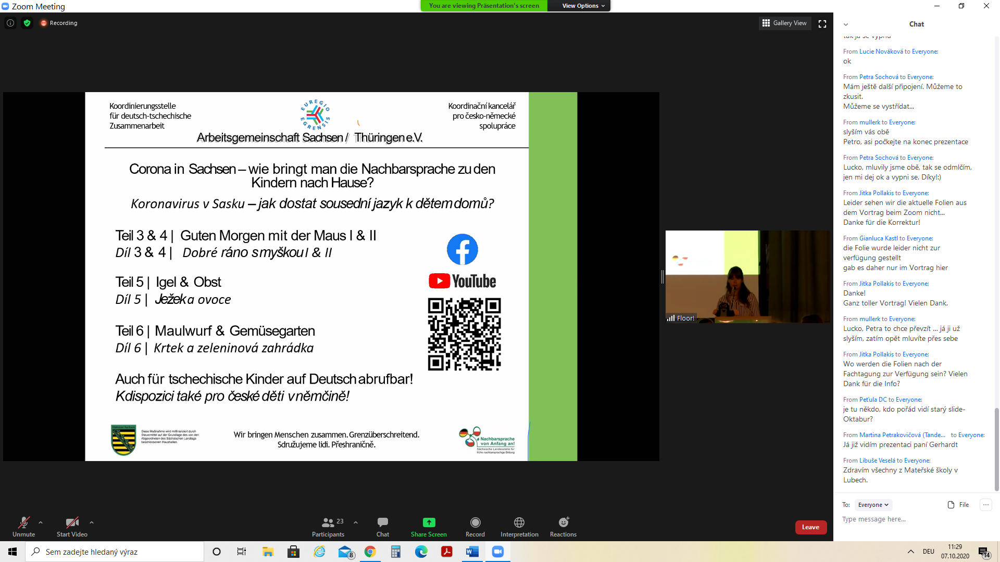 Zoom Meeting
You are viewing Präsentation's screen
View Options
Recording
Gallery View
Koordinierungsstelle
für deutsch-tschechische
Zusammenarbeit
EUREGIO
EGRENSIS
Koordinační kancelář
pro česko-německé
spolupráce
Arbeitsgemeinschaft Sachsen / Thüringen e.V.
Corona in Sachsen – wie bringt man die Nachbarsprache zu den
Kindern nach Hause?
Koronavirus v Sasku – jak dostat sousední jazyk k dětem domů?
Teil 3 & 4 | Guten Morgen mit der Maus I & II
Díl 3 & 4 | Dobré ráno s myškou I & II
Teil 5 | Igel & Obst
Díl 5 | Ježek a ovoce
Teil 6 | Maulwurf & Gemüsegarten
Díl 6 | Krtek a zeleninová zahrádka
Auch für tschechische Kinder auf Deutsch abrufbar!
K dispozici také pro české děti v němčině!
YouTube
Freistaat Sachsen
Diese Maßnahme wird mitfinanziert durch
Steuermittel auf der Grundlage des von den
Abgeordneten des Sächsischen Landtags
beschlossenen Haushaltes.
Wir bringen Menschen zusammen. Grenzüberschreitend.
Sdružujeme lidi. Přeshraničně.
Nachbarsprache
von Anfang an!
Sächsische Landesstelle für
frühe nachbarsprachige Bildung
Floor!
Chat
tak já se vypnu
From Lucie Nováková to Everyone:
ok
From Petra Sochová to Everyone:
Mám ještě další připojení. Můžeme to
zkusit.
Můžeme se vystřídat...
From mullerk to Everyone:
slyším vás obě
Petro, asi počkejte na konec prezentace
From Petra Sochová to Everyone:
Lucko, mluvily jsme obě, tak se odmlčím,
jen mi dej ok a vypni se. Díky!:)
From Jitka Pollakis to Everyone:
Leider sehen wir die aktuelle Folien aus
dem Vortrag beim Zoom nicht...
Danke für die Korrektur!
From Gianluca Kastl to Everyone:
die Folie wurde leider nicht zur
verfügung gestellt
gab es daher nur im Vortrag hier
From Jitka Pollakis to Everyone:
Danke!
Ganz toller Vortrag! Vielen Dank.
From mullerk to Everyone:
Lucko, Petra to chce převzít ... já ji už
slyším, zatím opět mluvíte přes sebe
From Jitka Pollakis to Everyone:
Wo werden die Folien nach der
Fachtagung zur Verfügung sein? Vielen
Dank für die Info?
From Peťula DC to Everyone:
je tu někdo, kdo pořád vidí starý slide-
Oktabur?
From Martina Petrakovičová (Tande... to Everyone:
Já již vidím prezentaci paní Gerhardt
From Libuše Veselá to Everyone:
Zdravím všechny z Mateřské školy v
Lubech.
To: Everyone
File
Type message here...
Unmute
Start Video
Participants
23
Chat
Share Screen
Record
Interpretation
Reactions
Leave
Sem zadejte hledaný výraz
8
DEU
11:29
07.10.2020
14